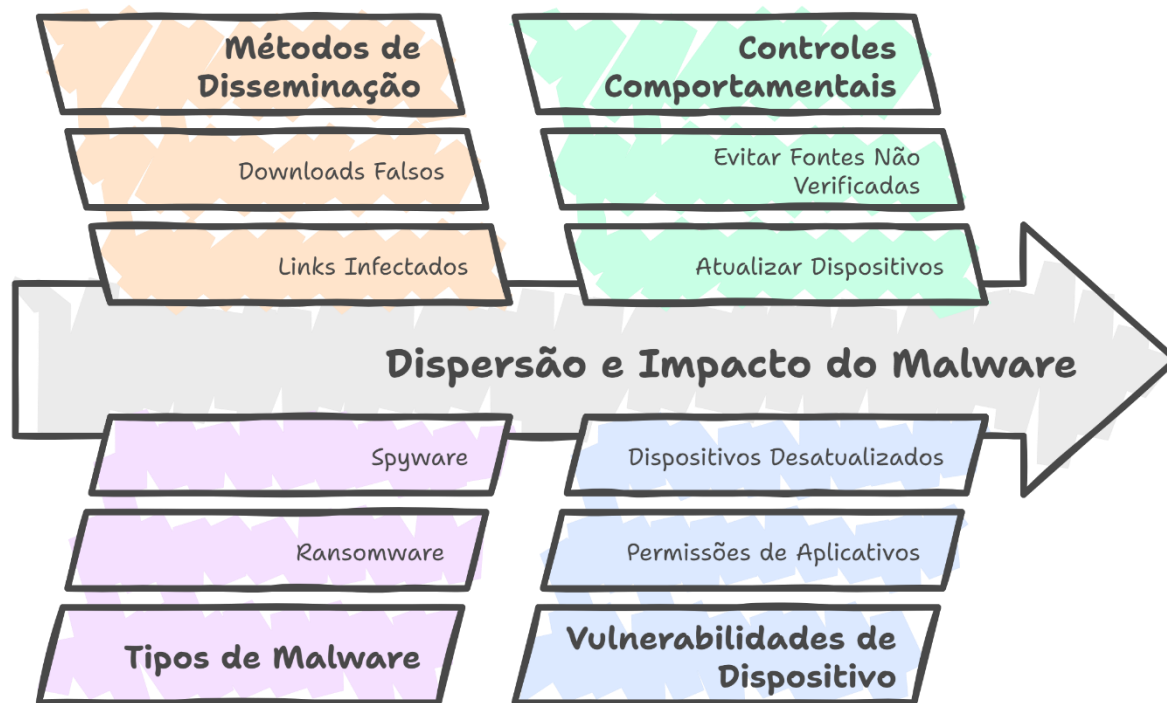 Métodos de
Disseminação
Downloads Falsos
Links Infectados
Controles
Comportamentais
Evitar Fontes Não
Verificadas
Atualizar Dispositivos
Dispersão e Impacto do Malware
Spyware
Ransomware
Tipos de Malware
Dispositivos Desatualizados
Permissões de Aplicativos
Vulnerabilidades de
Dispositivo